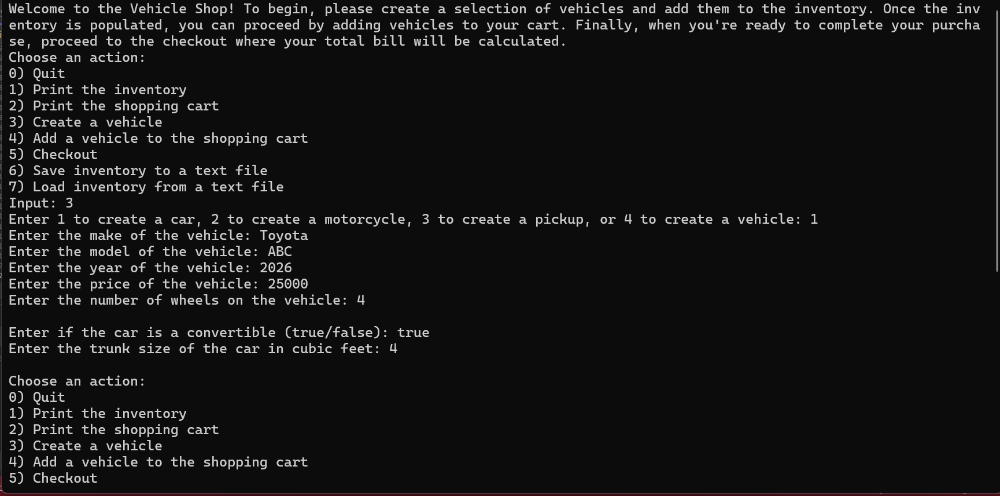 Welcome to the Vehicle Shop! To begin, please create a selection of vehicles and add them to the inventory. Once the inv
entory is populated, you can proceed by adding vehicles to your cart. Finally, when you're ready to complete your purcha
se, proceed to the checkout where your total bill will be calculated.
Choose an action:
0) Quit
1) Print the inventory
2) Print the shopping cart
3) Create a vehicle
4) Add a vehicle to the shopping cart
5) Checkout
6) Save inventory to a text file
7) Load inventory from a text file
Input: 3
Enter 1 to create a car, 2 to create a motorcycle, 3 to create a pickup, or 4 to create a vehicle: 1
Enter the make of the vehicle: Toyota
Enter the model of the vehicle: ABC
Enter the year of the vehicle: 2026
Enter the price of the vehicle: 25000
Enter the number of wheels on the vehicle: 4

Enter if the car is a convertible (true/false): true
Enter the trunk size of the car in cubic feet: 4

Choose an action:
0) Quit
1) Print the inventory
2) Print the shopping cart
3) Create a vehicle
4) Add a vehicle to the shopping cart
5) Checkout